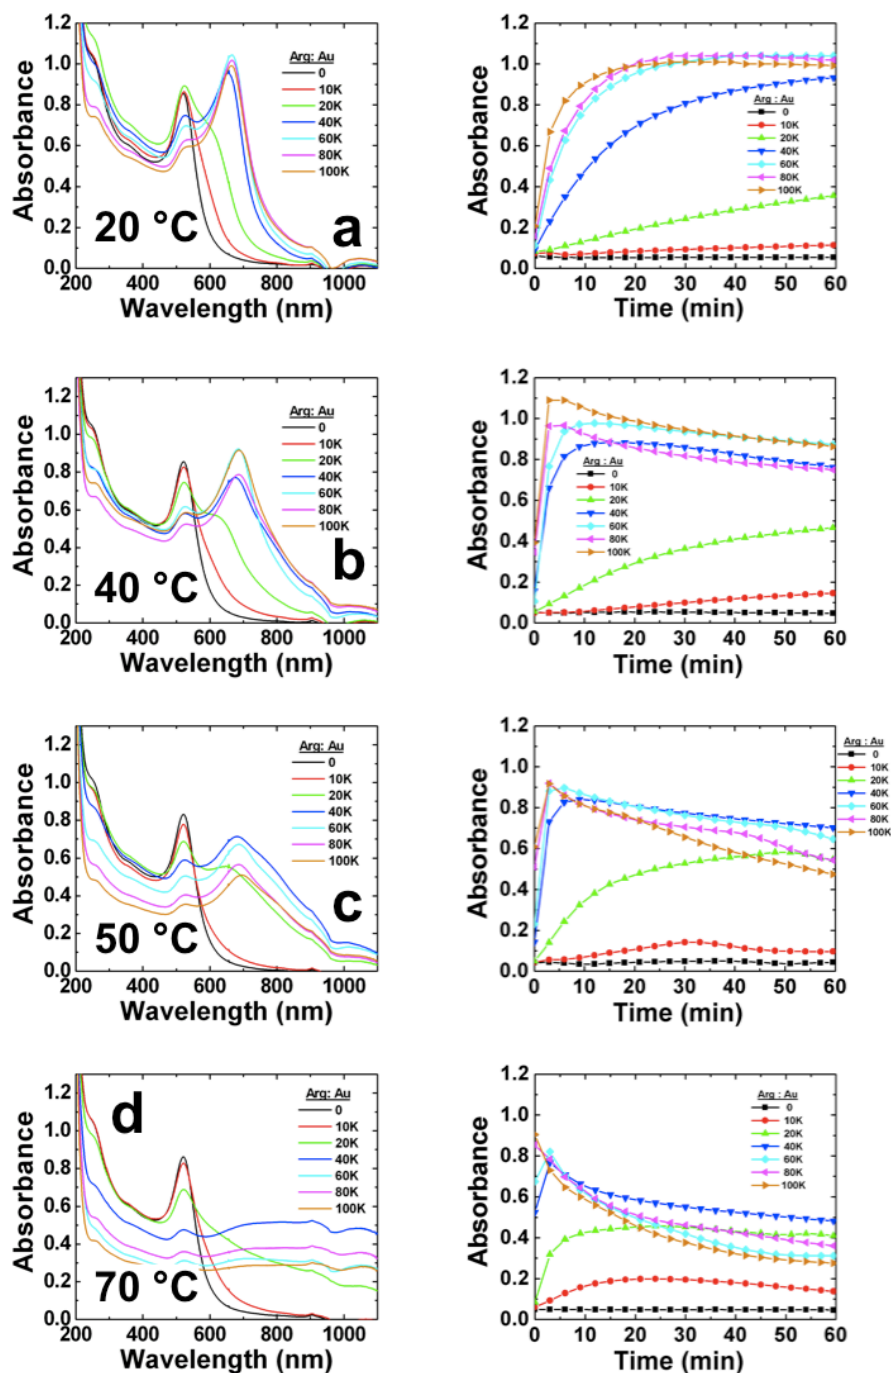 1.2
1.0
0.8
0.6
0.4
0.2
0.0
Absorbance
Arg: Au
0
10K
20K
40K
60K
80K
100K
20 °C
a
200 400 600 800 1000
Wavelength (nm)
1.2
1.0
0.8
0.6
0.4
0.2
0.0
Absorbance
Arg : Au
0
10K
20K
40K
60K
80K
100K
0 10 20 30 40 50 60
Time (min)
1.2
1.0
0.8
0.6
0.4
0.2
0.0
Absorbance
Arg: Au
0
10K
20K
40K
60K
80K
100K
40 °C
b
200 400 600 800 1000
Wavelength (nm)
1.2
1.0
0.8
0.6
0.4
0.2
0.0
Absorbance
Arg : Au
0
10K
20K
40K
60K
80K
100K
0 10 20 30 40 50 60
Time (min)
1.2
1.0
0.8
0.6
0.4
0.2
0.0
Absorbance
Arg: Au
0
10K
20K
40K
60K
80K
100K
50 °C
c
200 400 600 800 1000
Wavelength (nm)
1.2
1.0
0.8
0.6
0.4
0.2
0.0
Absorbance
Arg : Au
0
10K
20K
40K
60K
80K
100K
0 10 20 30 40 50 60
Time (min)
1.2
1.0
0.8
0.6
0.4
0.2
0.0
Absorbance
d
Arg: Au
0
10K
20K
40K
60K
80K
100K
70 °C
200 400 600 800 1000
Wavelength (nm)
1.2
1.0
0.8
0.6
0.4
0.2
0.0
Absorbance
Arg : Au
0
10K
20K
40K
60K
80K
100K
0 10 20 30 40 50 60
Time (min)